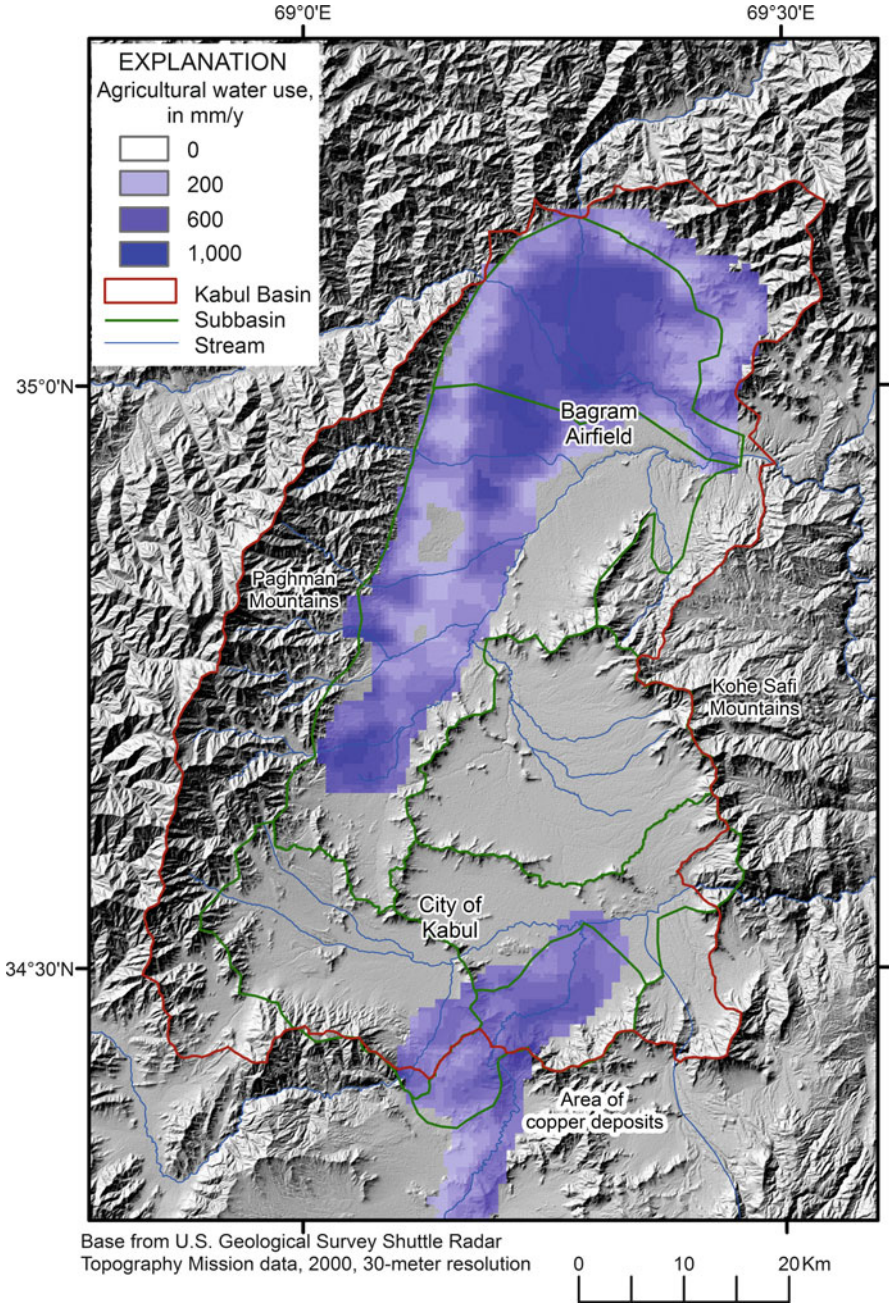 69°0'E
69°30'E
EXPLANATION
Agricultural water use,
in mm/y
0
200
600
1,000
Kabul Basin
Subbasin
Stream
35°0'N
Bagram
Airfield
Paghman
Mountains
Kohe Safi
Mountains
City of
Kabul
34°30'N
Area of
copper deposits
Base from U.S. Geological Survey Shuttle Radar
Topography Mission data, 2000, 30-meter resolution
0 10 20 Km